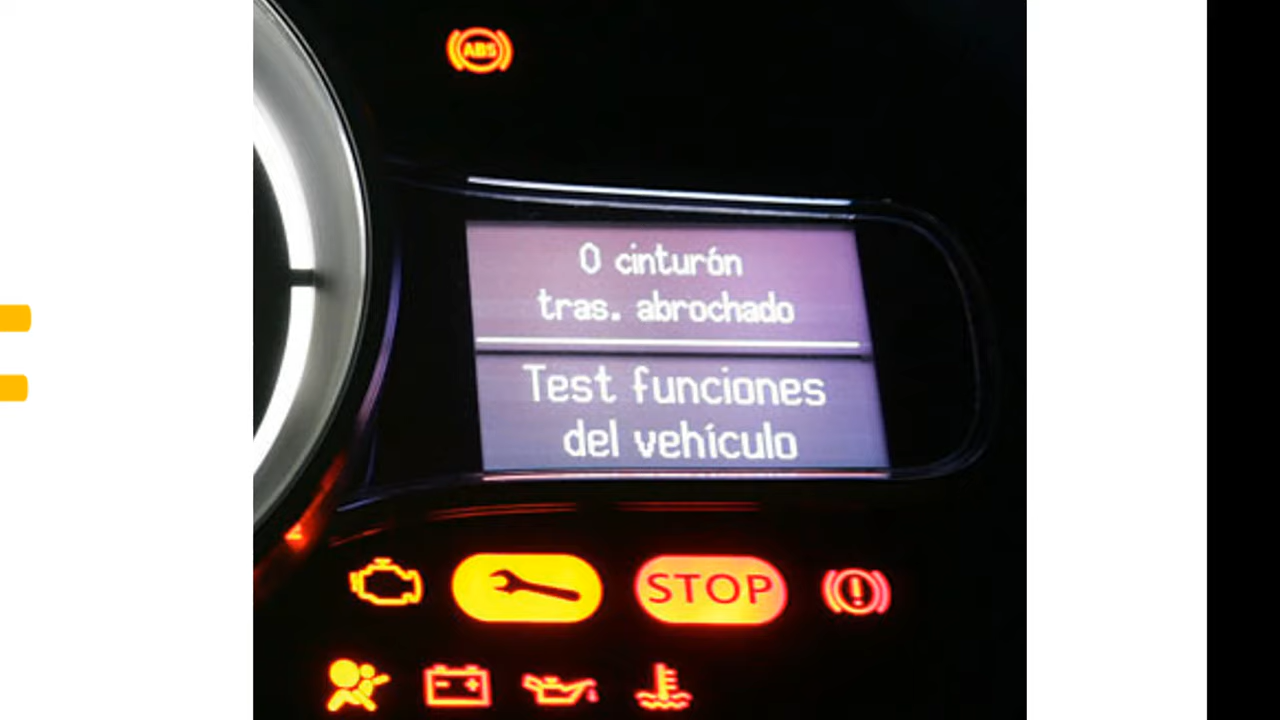 ABS
0 cinturón
tras. abrochado
Test funciones
del vehículo
STOP